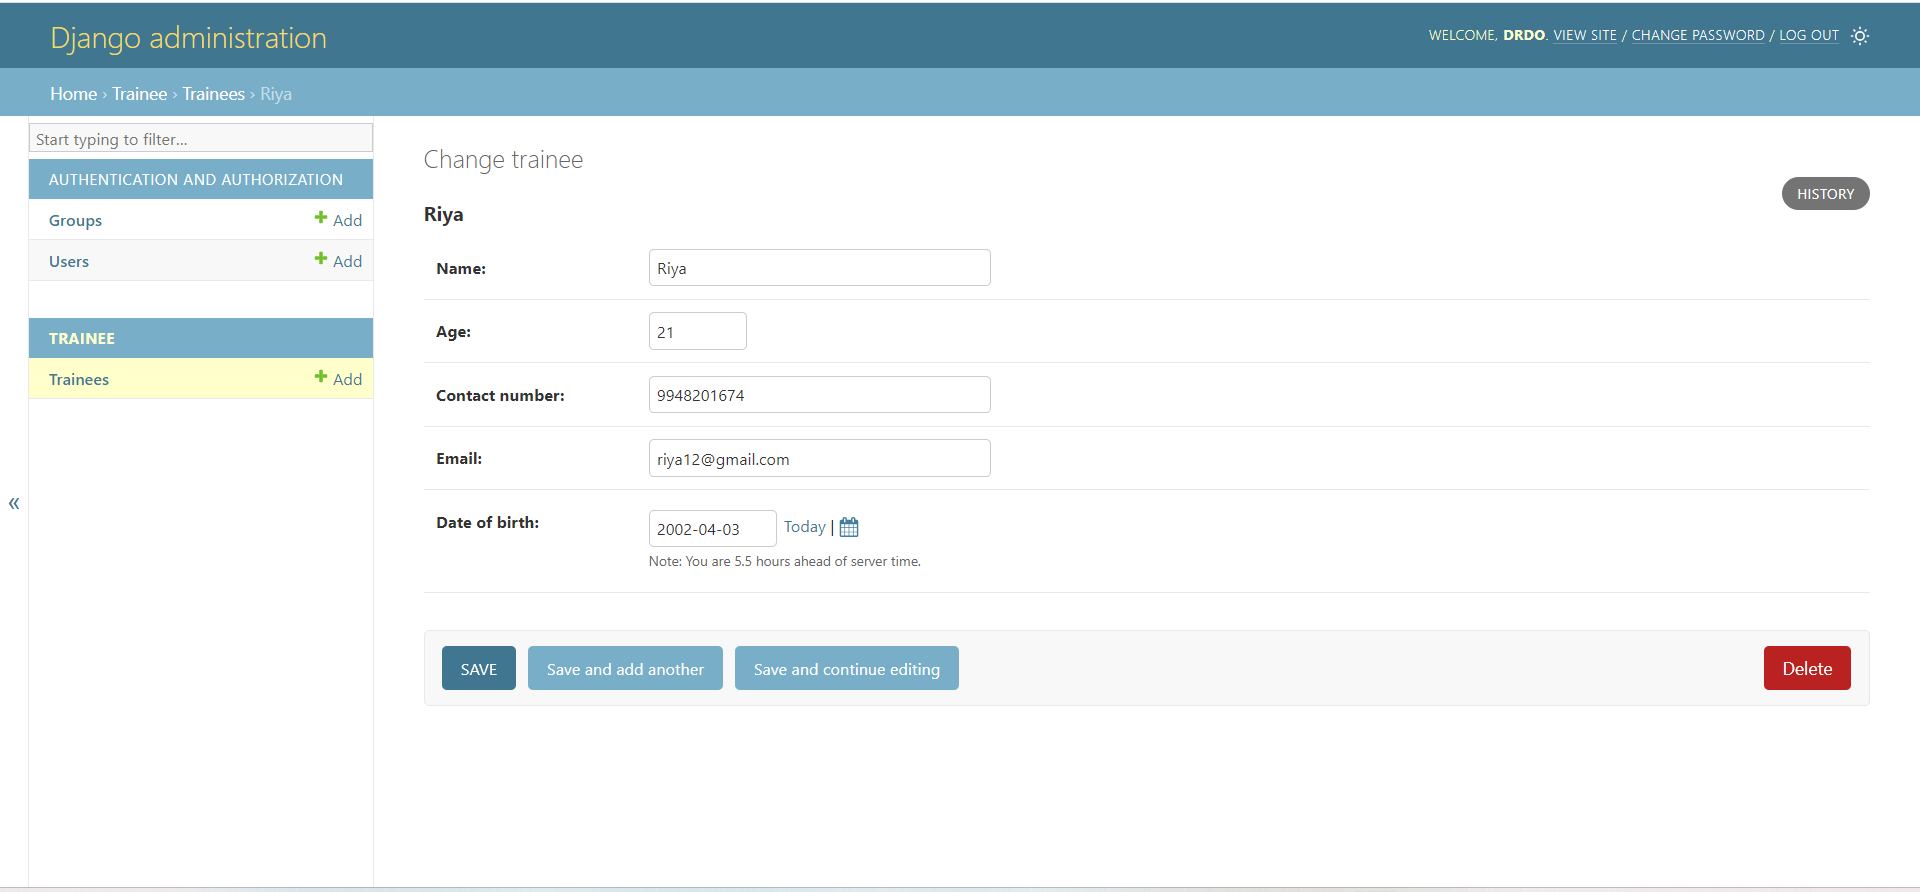 Django administration
WELCOME, DRDO. VIEW SITE / CHANGE PASSWORD / LOG OUT
Home › Trainee › Trainees › Riya
Start typing to filter...
AUTHENTICATION AND AUTHORIZATION
Groups Add
Users Add
TRAINEE
Trainees Add
«
Change trainee
HISTORY
Riya
Name: Riya
Age: 21
Contact number: 9948201674
Email: riya12@gmail.com
Date of birth: 2002-04-03 Today |
Note: You are 5.5 hours ahead of server time.
SAVE Save and add another Save and continue editing Delete